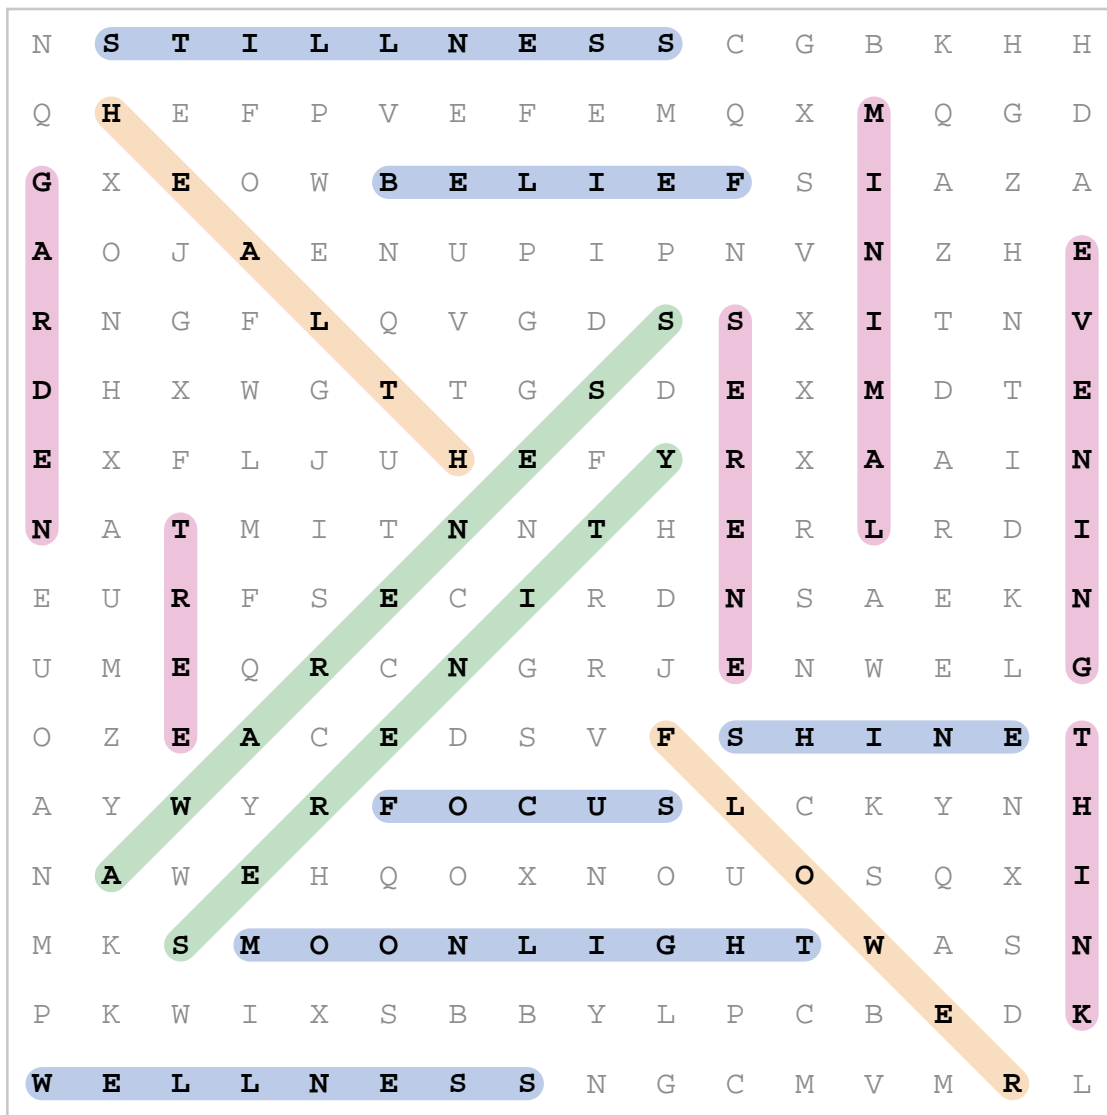 N S T I L L N E S S C G B K H H
Q H E F P V E F E M Q X M Q G D
G X E O W B E L I E F S I A Z A
A O J A E N U P I P N V N Z H E
R N G F L Q V G D S S X I T N V
D H X W G T T G S D E X M D T E
E X F L J U H E F Y R X A A I N
N A T M I T N N T H E R L R D I
E U R F S E C I R D N S A E K N
U M E Q R C N G R J E N W E L G
O Z E A C E D S V F S H I N E T
A Y W Y R F O C U S L C K Y N H
N A W E H Q O X N O U O S Q X I
M K S M O O N L I G H T W A S N
P K W I X S B B Y L P C B E D K
W E L L N E S S N G C M V M R L